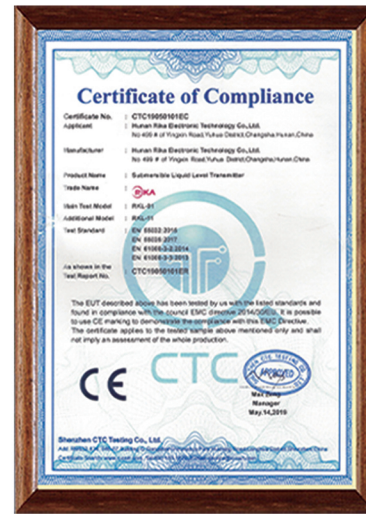 Certificate of Compliance
Certificate No. : CTC19050101EC
Applicant : Hunan Rika Electronic Technology Co.,Ltd.
No 499 # of Yingxin Road,Yuhua District,Changsha,Hunan,China
Manufacturer : Hunan Rika Electronic Technology Co.,Ltd.
No 499 # of Yingxin Road,Yuhua District,Changsha,Hunan,China
Product Name : Submersible Liquid Level Transmitter
Trade Name : RIKA
Main Test Model : RKL-01
Additional Model : RKL-11
Test Standard : EN 55032:2015
EN 55035:2017
EN 61000-3-2:2014
EN 61000-3-3:2013
As shown in the
Test Report No. CTC19050101ER
The EUT described above has been tested by us with the listed standards and
found in compliance with the council EMC directive 2014/30/EU. It is possible
to use CE marking to demonstrate the compliance with this EMC Directive.
The certificate applies to the tested sample above mentioned only and shall
not imply an assessment of the whole production.
CE
CTC
APPROVED
Manager
May.14,2019
Shenzhen CTC Testing Co., Ltd.